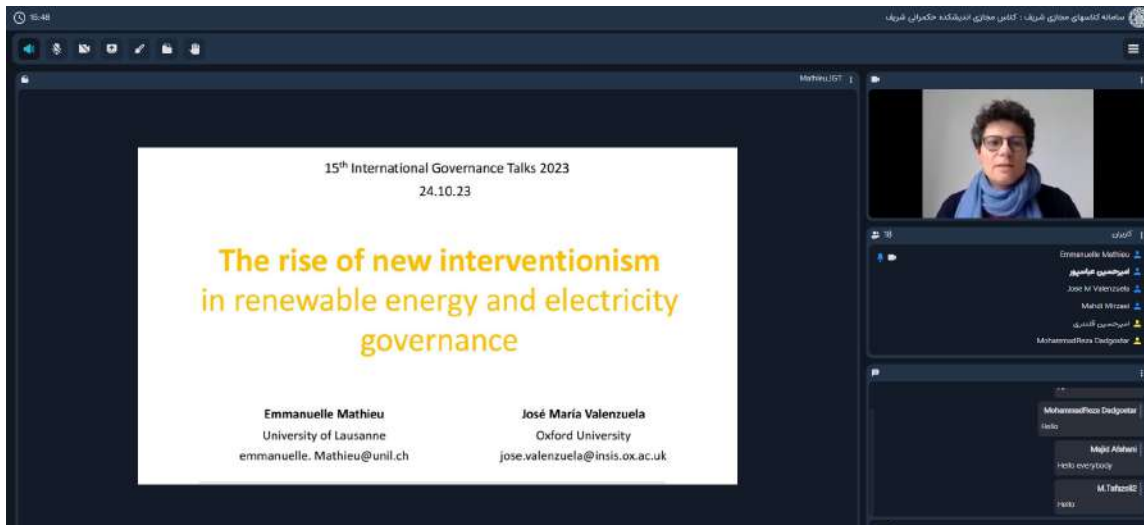 15:48
سامانه کلاسهای مجازی شریف : کلاس مجازی اندیشکده حکمرانی شریف
Mathieu.IGT
15th International Governance Talks 2023
24.10.23
The rise of new interventionism
in renewable energy and electricity
governance
Emmanuelle Mathieu
University of Lausanne
emmanuelle. Mathieu@unil.ch
José María Valenzuela
Oxford University
jose.valenzuela@insis.ox.ac.uk
18
کاربران
Emmanuelle Mathieu
امیرحسین عباسپور
Jose M Valenzuela
Mahdi Mirzaei
امیرحسین قلندری
MohammadReza Dadgostar
MohammadReza Dadgostar
Hello
Majid Afshani
Hello everybody
M.Tafazoli2
Hello